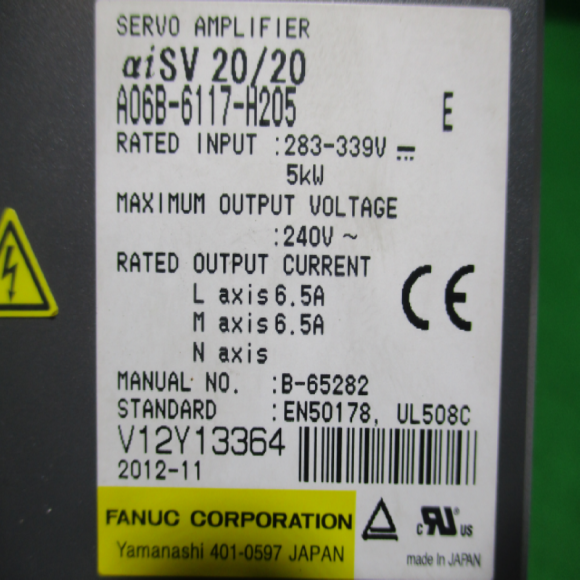 SERVO AMPLIFIER
αiSV 20/20
A06B-6117-H205
E
RATED INPUT :283-339V ⎓
5kW
MAXIMUM OUTPUT VOLTAGE
:240V ~
RATED OUTPUT CURRENT
L axis 6.5A
M axis 6.5A
N axis
CE
MANUAL NO. :B-65282
STANDARD :EN50178, UL508C
V12Y13364
2012-11
FANUC CORPORATION
Yamanashi 401-0597 JAPAN
c RU US
made in JAPAN